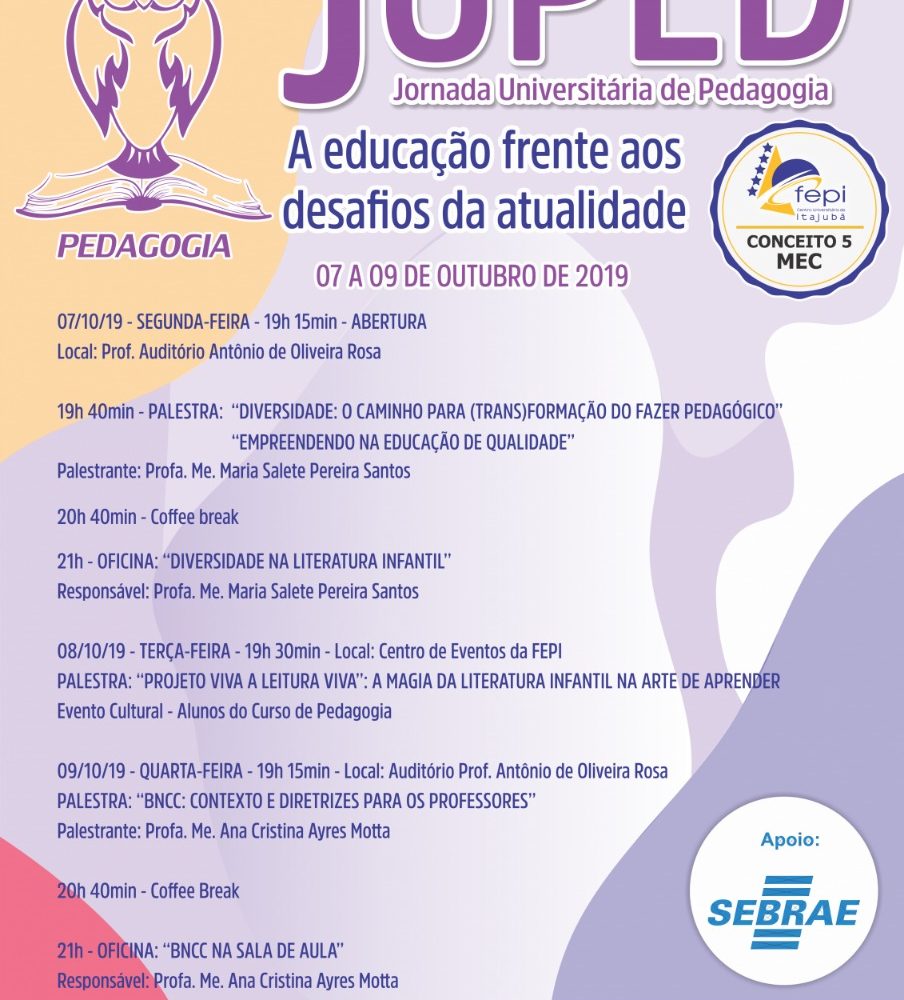 JUPED
Jornada Universitária de Pedagogia
A educação frente aos
desafios da atualidade
PEDAGOGIA
fepi
Centro Universitário de
Itajubá
CONCEITO 5
MEC
07 A 09 DE OUTUBRO DE 2019
07/10/19 - SEGUNDA-FEIRA - 19h 15min - ABERTURA
Local: Prof. Auditório Antônio de Oliveira Rosa
19h 40min - PALESTRA: “DIVERSIDADE: O CAMINHO PARA (TRANS)FORMAÇÃO DO FAZER PEDAGÓGICO”
“EMPREENDENDO NA EDUCAÇÃO DE QUALIDADE”
Palestrante: Profa. Me. Maria Salete Pereira Santos
20h 40min - Coffee break
21h - OFICINA: “DIVERSIDADE NA LITERATURA INFANTIL”
Responsável: Profa. Me. Maria Salete Pereira Santos
08/10/19 - TERÇA-FEIRA - 19h 30min - Local: Centro de Eventos da FEPI
PALESTRA: “PROJETO VIVA A LEITURA VIVA”: A MAGIA DA LITERATURA INFANTIL NA ARTE DE APRENDER
Evento Cultural - Alunos do Curso de Pedagogia
09/10/19 - QUARTA-FEIRA - 19h 15min - Local: Auditório Prof. Antônio de Oliveira Rosa
PALESTRA: “BNCC: CONTEXTO E DIRETRIZES PARA OS PROFESSORES”
Palestrante: Profa. Me. Ana Cristina Ayres Motta
20h 40min - Coffee Break
21h - OFICINA: “BNCC NA SALA DE AULA”
Responsável: Profa. Me. Ana Cristina Ayres Motta
Apoio:
SEBRAE